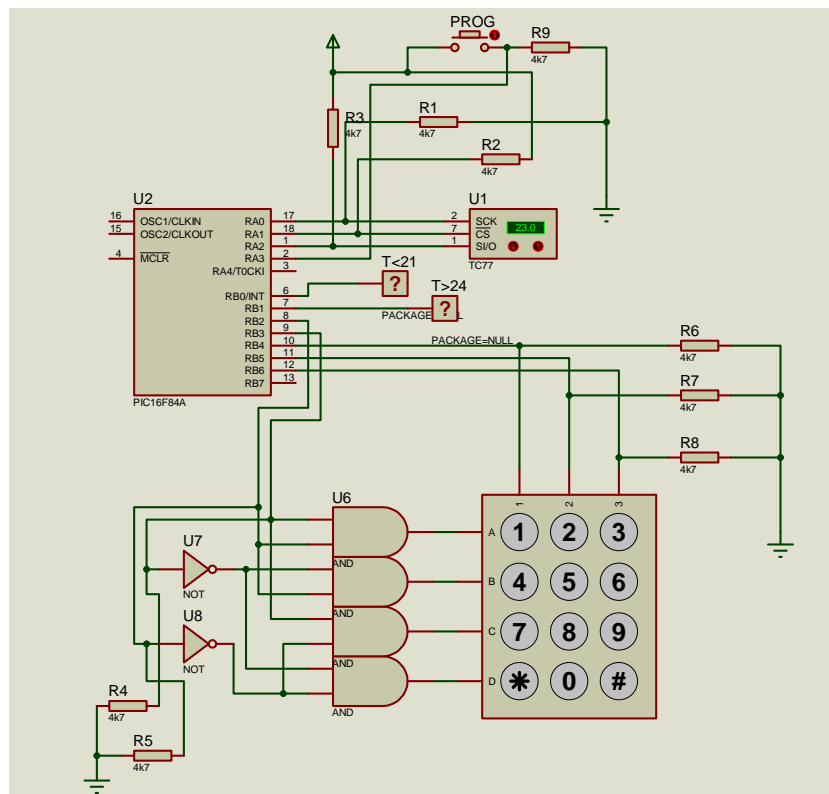 PROG
R9
4k7
R3
4k7
R1
4k7
R2
4k7
U2
16 OSC1/CLKIN
15 OSC2/CLKOUT
4 MCLR
RA0 17
RA1 18
RA2 1
RA3 2
RA4/T0CKI 3
RB0/INT 6
RB1 7
RB2 8
RB3 9
RB4 10
RB5 11
RB6 12
RB7 13
PIC16F84A
U1
2 SCK
7 CS
1 SI/O
23.0
TC77
T<21
?
T>24
?
PACKAGE L
PACKAGE=NULL
R6
4k7
R7
4k7
R8
4k7
U6
AND
AND
AND
AND
U7
NOT
U8
NOT
R4
4k7
R5
4k7
1 2 3
A 1 2 3
B 4 5 6
C 7 8 9
D * 0 #